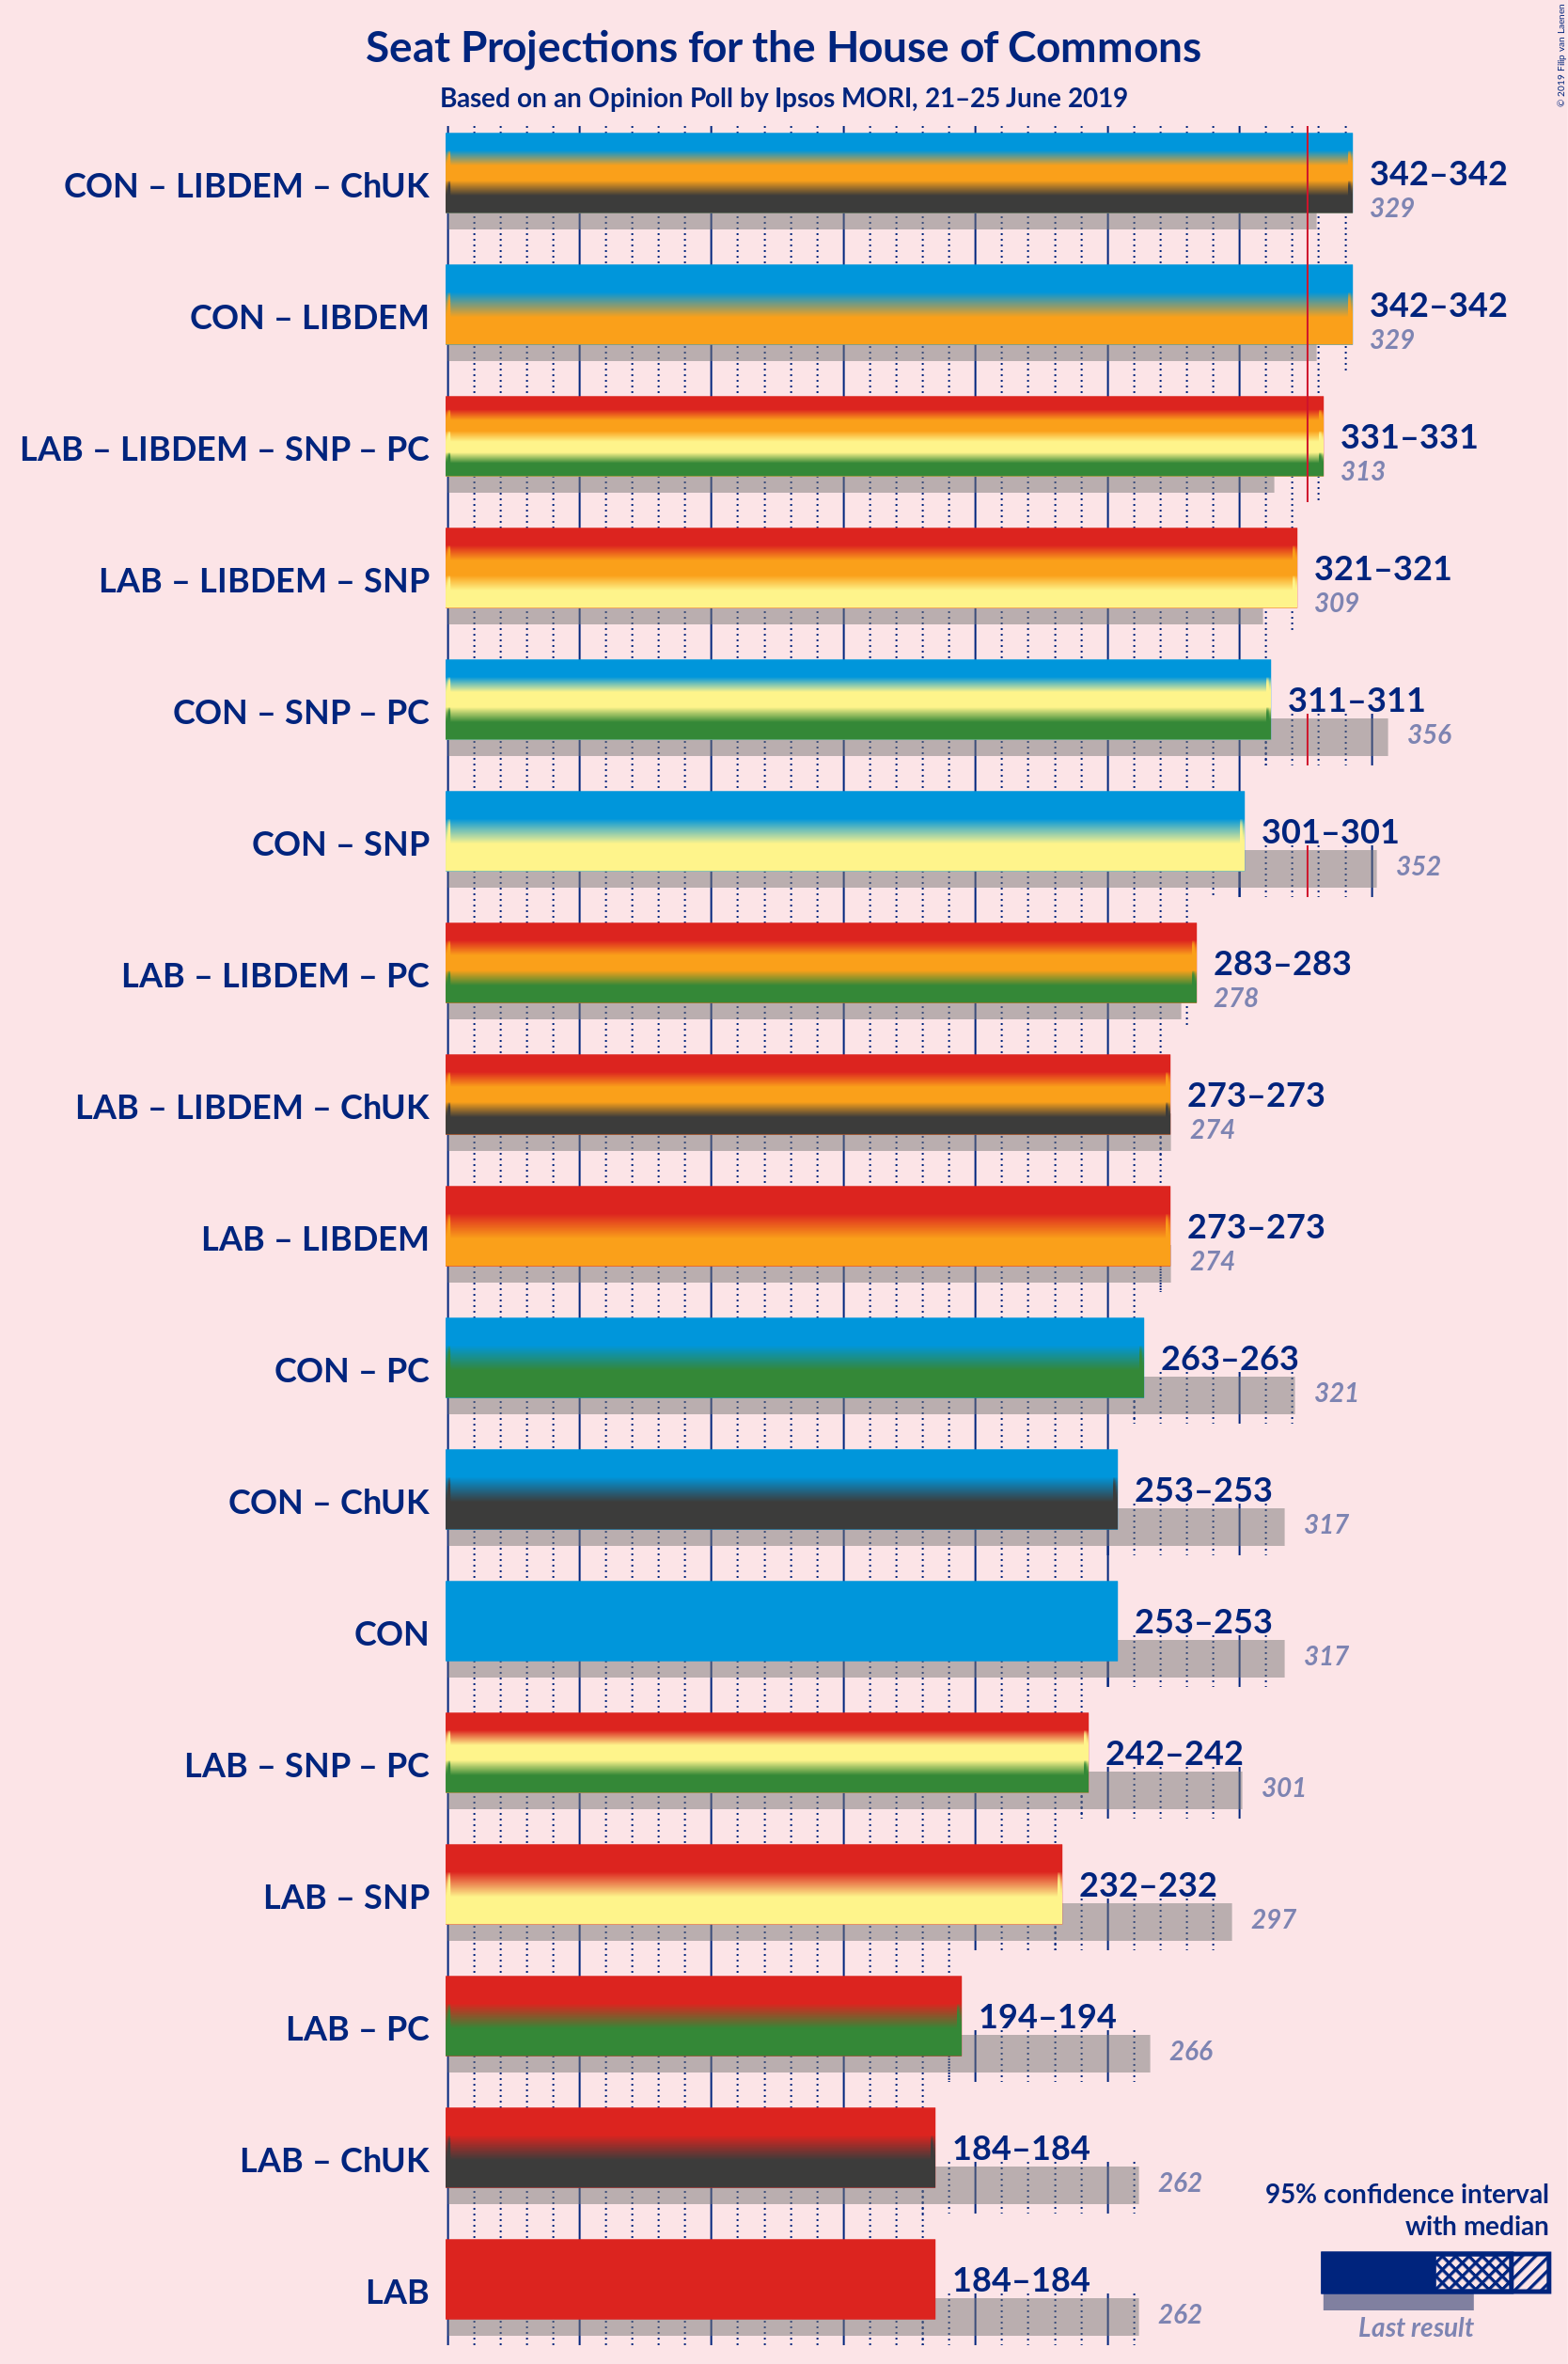 Seat Projections for the House of Commons
Based on an Opinion Poll by Ipsos MORI, 21–25 June 2019
© 2019 Filip van Laenen
CON – LIBDEM – ChUK
342–342
329
CON – LIBDEM
342–342
329
LAB – LIBDEM – SNP – PC
331–331
313
LAB – LIBDEM – SNP
321–321
309
CON – SNP – PC
311–311
356
CON – SNP
301–301
352
LAB – LIBDEM – PC
283–283
278
LAB – LIBDEM – ChUK
273–273
274
LAB – LIBDEM
273–273
274
CON – PC
263–263
321
CON – ChUK
253–253
317
CON
253–253
317
LAB – SNP – PC
242–242
301
LAB – SNP
232–232
297
LAB – PC
194–194
266
LAB – ChUK
184–184
262
LAB
184–184
262
95% confidence interval
with median
Last result